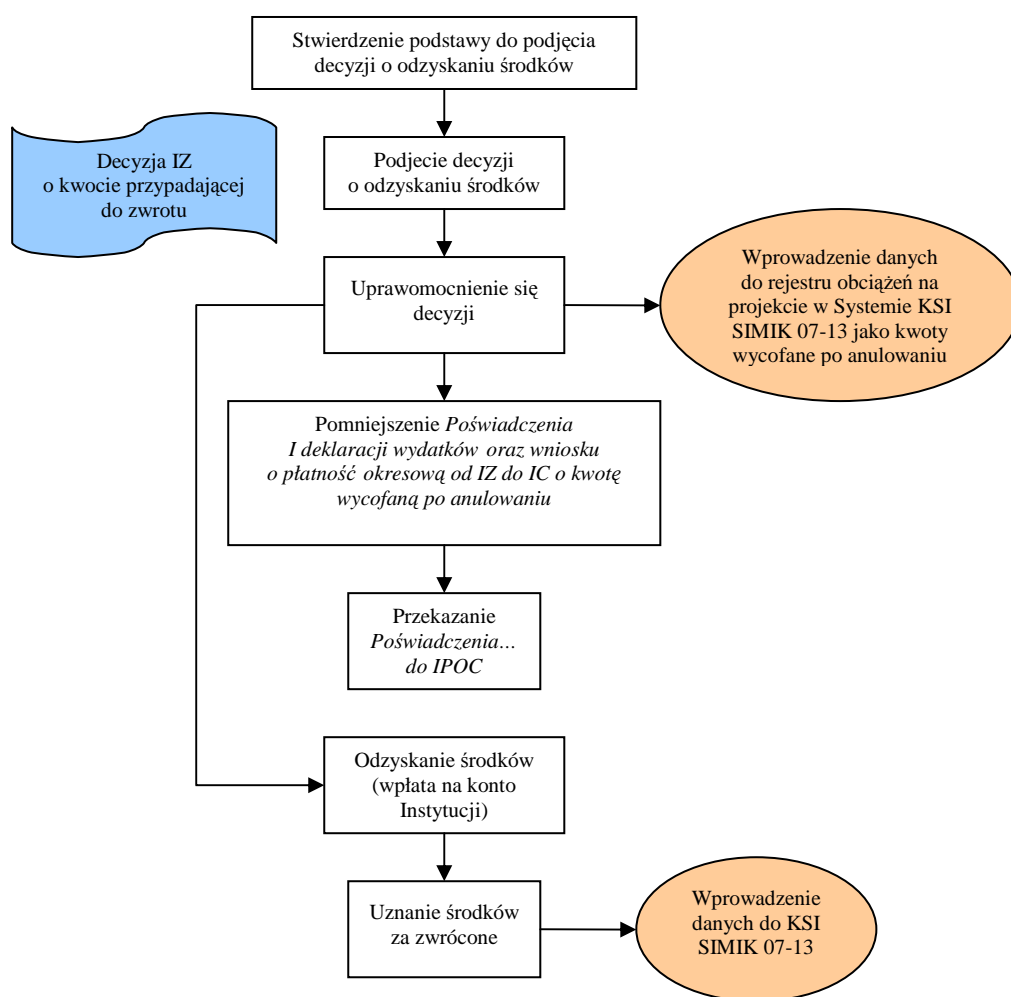 Stwierdzenie podstawy do podjęcia
decyzji o odzyskaniu środków
Decyzja IZ
o kwocie przypadającej
do zwrotu
Podjecie decyzji
o odzyskaniu środków
Uprawomocnienie się
decyzji
Wprowadzenie danych
do rejestru obciążeń na
projekcie w Systemie KSI
SIMIK 07-13 jako kwoty
wycofane po anulowaniu
Pomniejszenie Poświadczenia
I deklaracji wydatków oraz wniosku
o płatność okresową od IZ do IC o kwotę
wycofaną po anulowaniu
Przekazanie
Poświadczenia…
do IPOC
Odzyskanie środków
(wpłata na konto
Instytucji)
Uznanie środków
za zwrócone
Wprowadzenie
danych do KSI
SIMIK 07-13